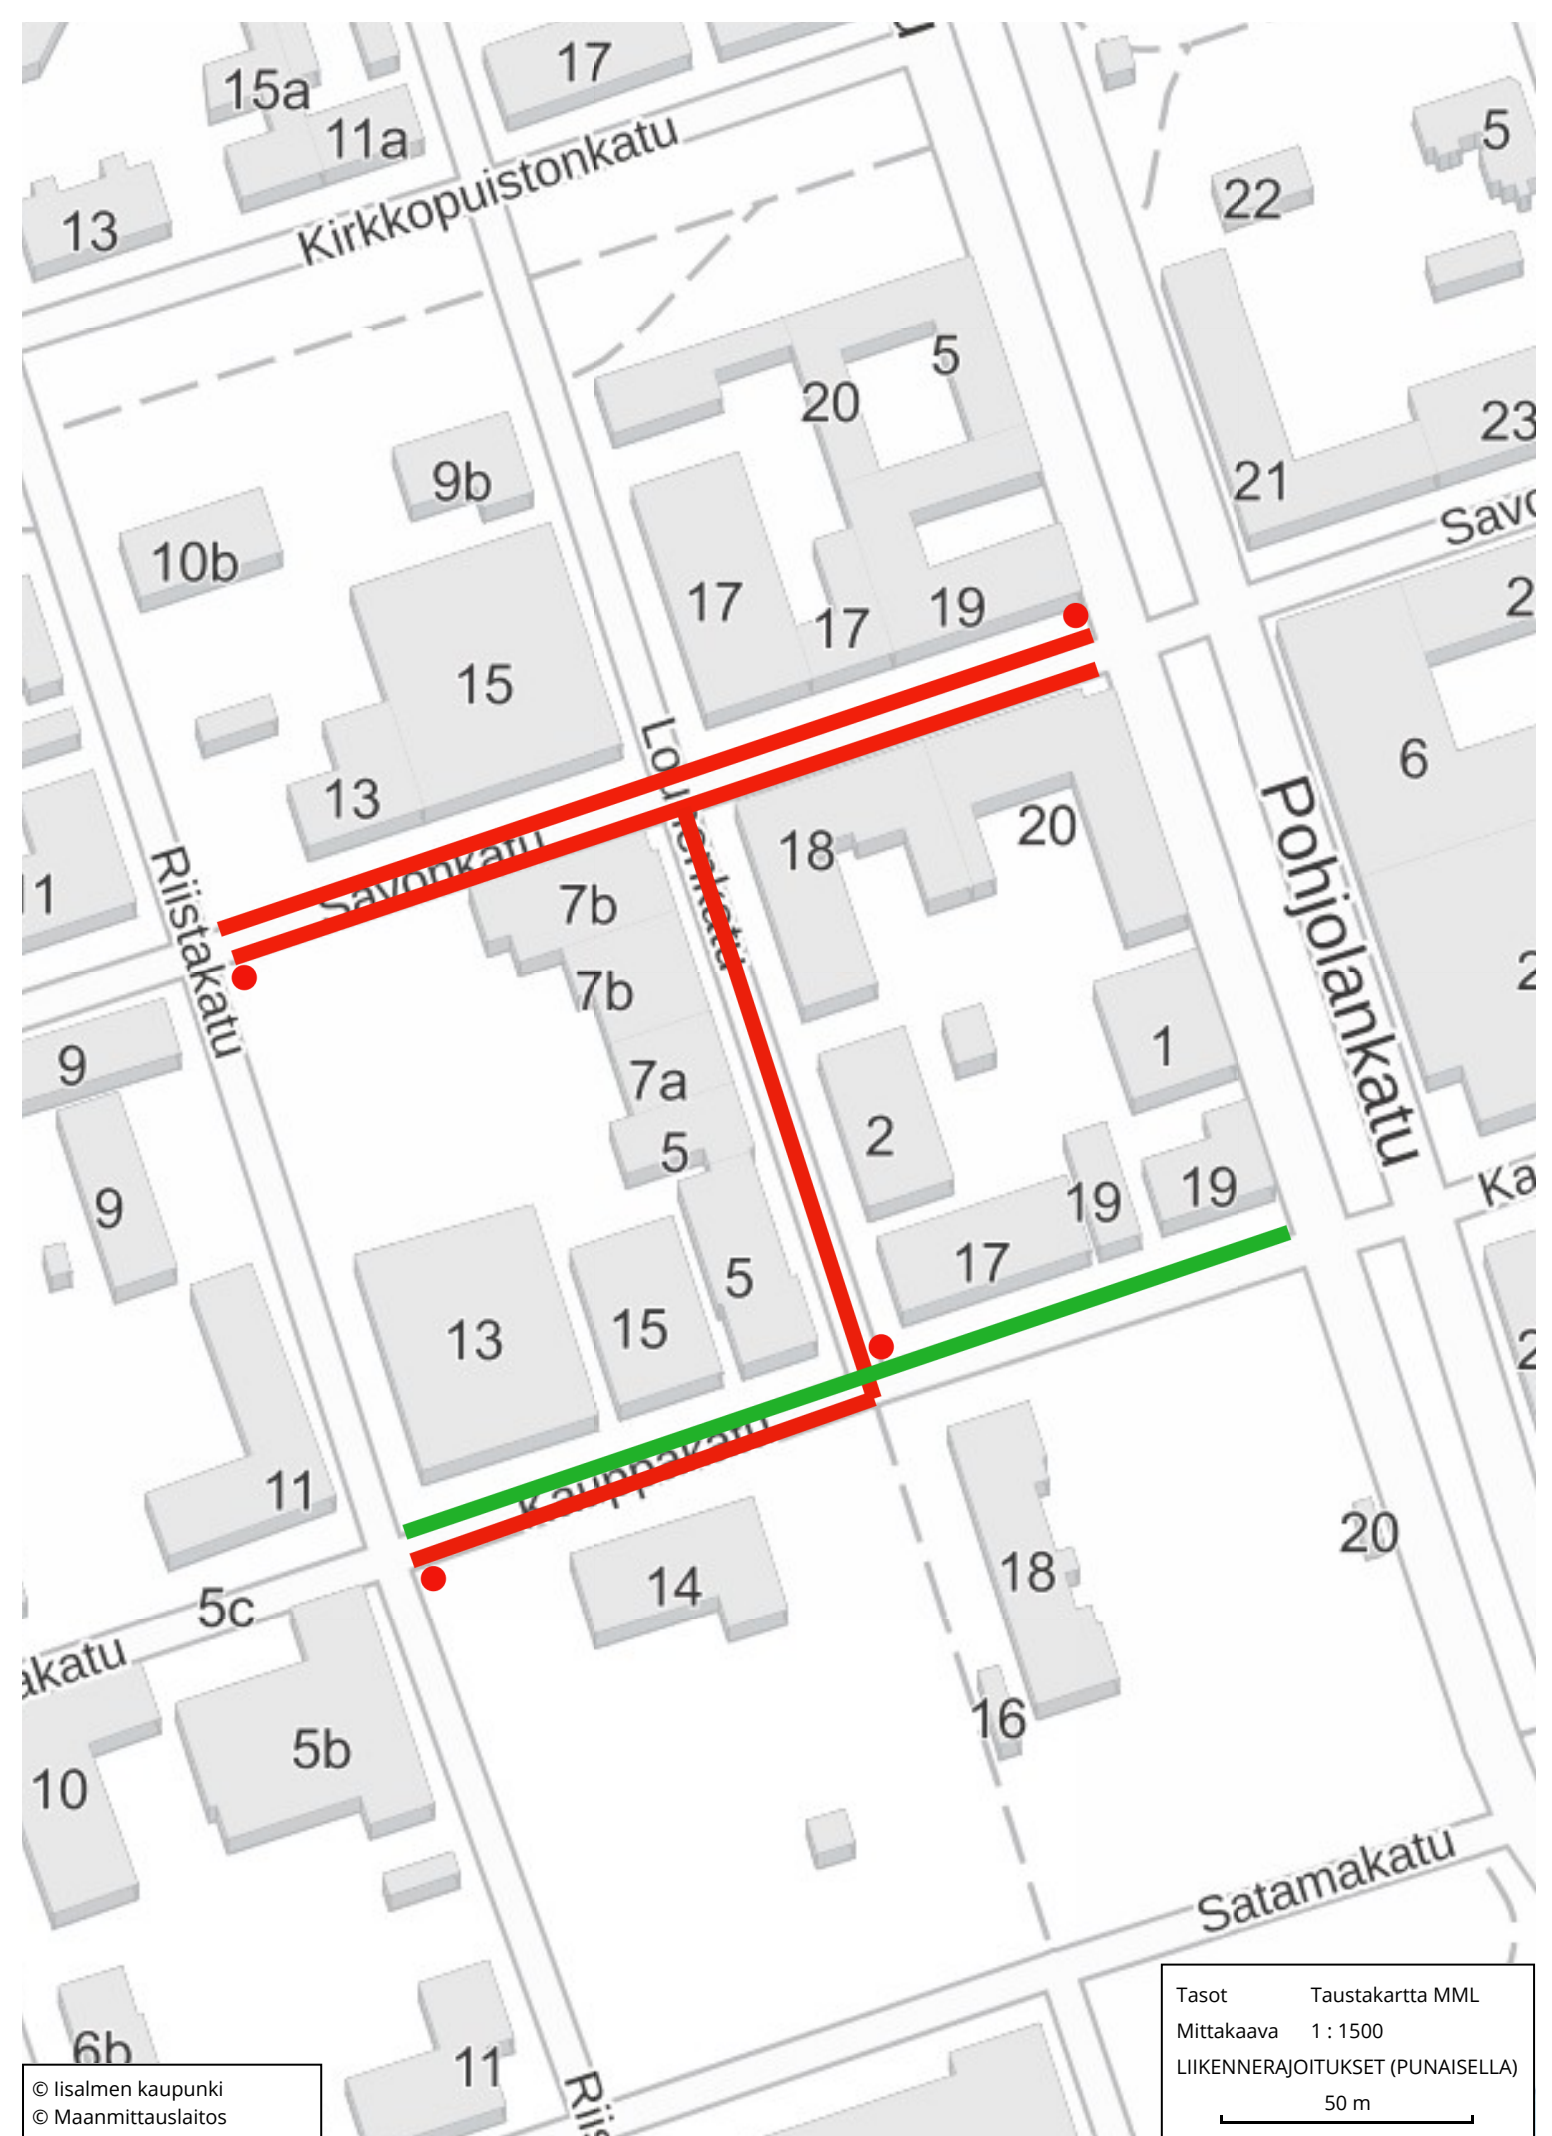 17
15a
11a
Kirkkopuistonkatu
13
5
22
5
20
9b
23
21
10b
17
17
19
15
13
6
20
18
Pohjolankatu
Riistakatu
Savonkatu
7b
7b
1
9
7a
2
5
9
19
19
17
5
15
13
Kauppakatu
11
20
14
18
5c
16
5b
10
Satamakatu
6b
11
Tasot Taustakartta MML
Mittakaava 1 : 1500
LIIKENNERAJOITUKSET (PUNAISELLA)
50 m
© Iisalmen kaupunki
© Maanmittauslaitos